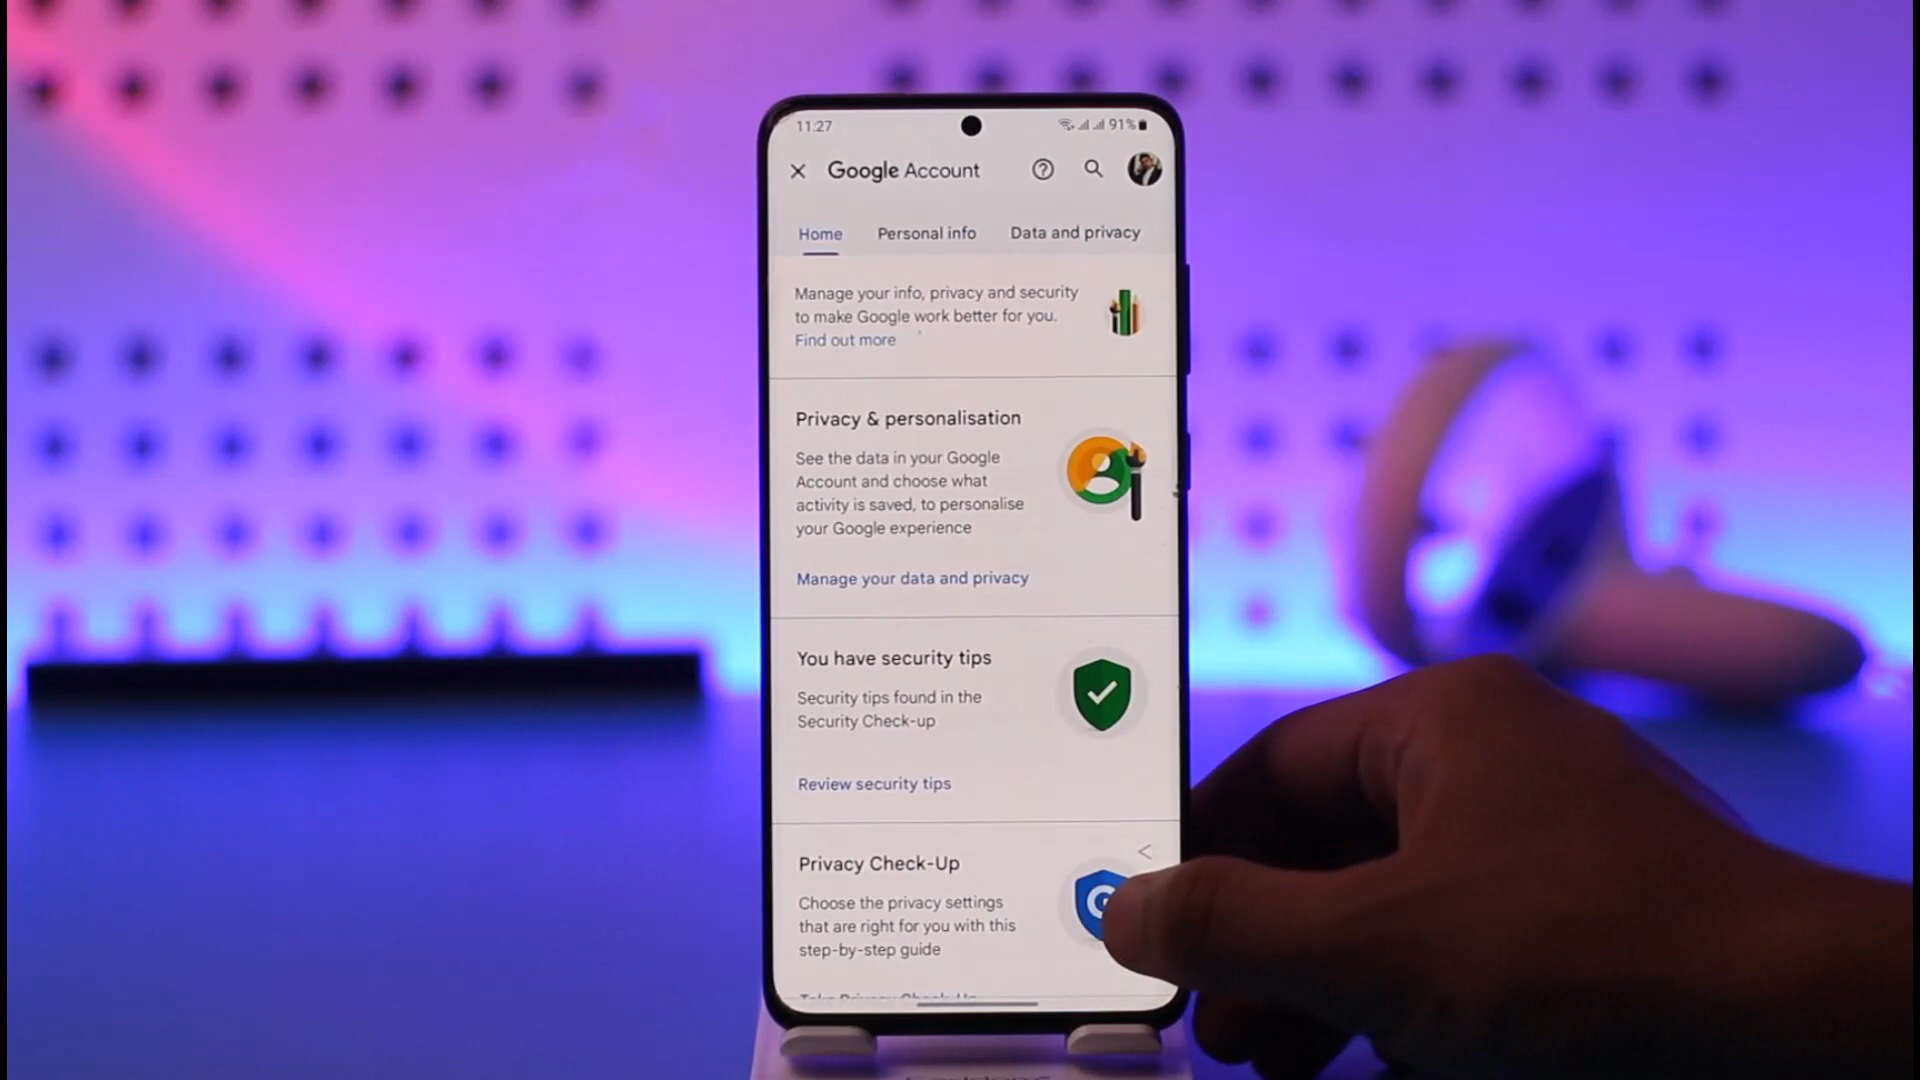 11:27 91%
Google Account
Home Personal info Data and privacy
Manage your info, privacy and security
to make Google work better for you.
Find out more
Privacy & personalisation
See the data in your Google
Account and choose what
activity is saved, to personalise
your Google experience
Manage your data and privacy
You have security tips
Security tips found in the
Security Check-up
Review security tips
Privacy Check-Up
Choose the privacy settings
that are right for you with this
step-by-step guide
Take Privacy Check-Up